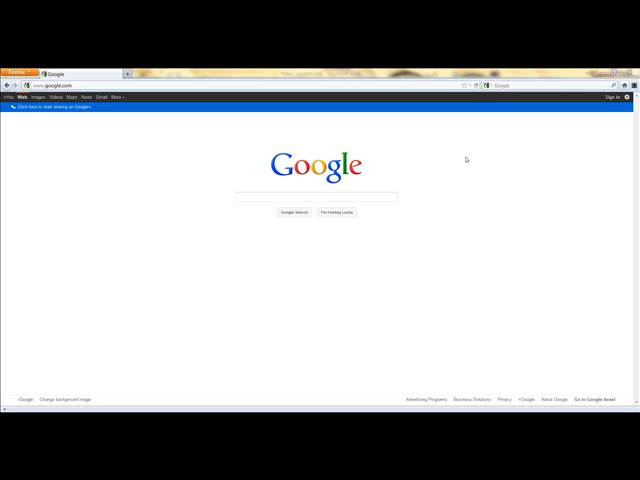 Firefox
Google
www.google.com
Google
+You Web Images Videos Maps News Gmail More
Sign in
Click here to start sharing on Google+
Google
Google Search
I'm Feeling Lucky
iGoogle Change background image
Advertising Programs Business Solutions Privacy +Google About Google Go to Google Israel